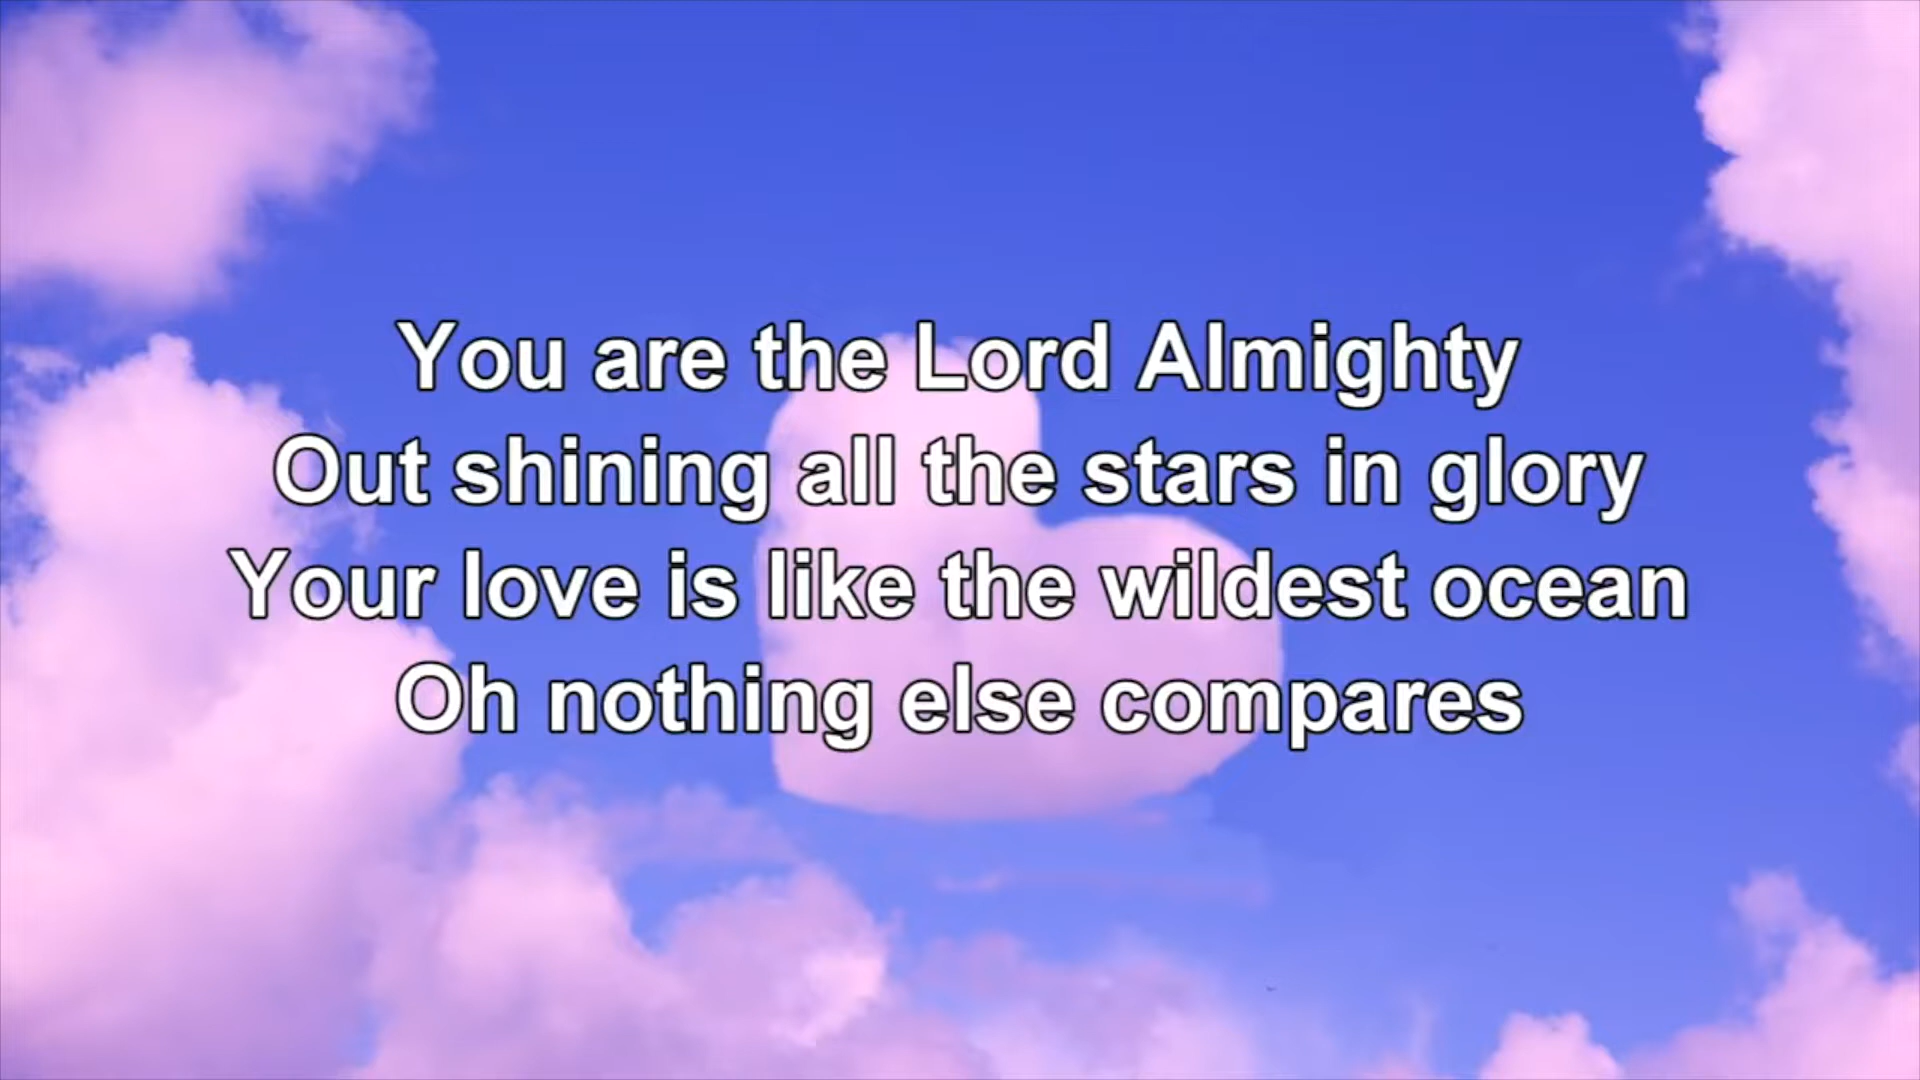 You are the Lord Almighty
Out shining all the stars in glory
Your love is like the wildest ocean
Oh nothing else compares